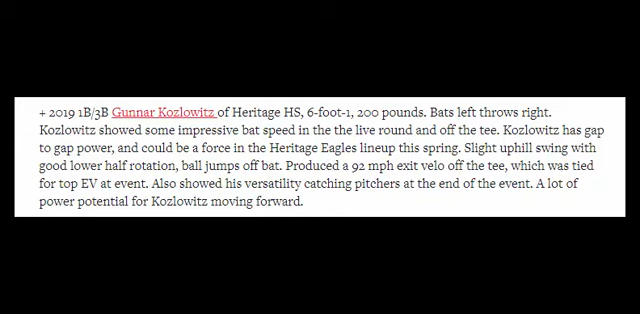 + 2019 1B/3B Gunnar Kozlowitz of Heritage HS, 6-foot-1, 200 pounds. Bats left throws right.
Kozlowitz showed some impressive bat speed in the the live round and off the tee. Kozlowitz has gap
to gap power, and could be a force in the Heritage Eagles lineup this spring. Slight uphill swing with
good lower half rotation, ball jumps off bat. Produced a 92 mph exit velo off the tee, which was tied
for top EV at event. Also showed his versatility catching pitchers at the end of the event. A lot of
power potential for Kozlowitz moving forward.